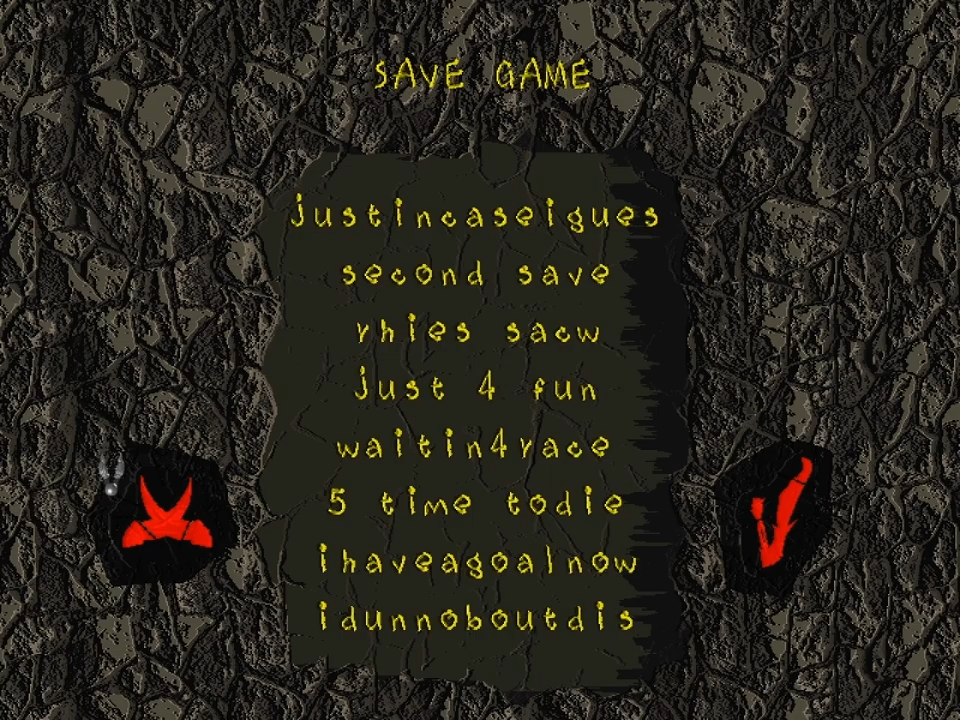 SAVE GAME
justincaseigues
second save
rhies sacw
just 4 fun
waitin4race
5 time todie
ihaveagoalnow
idunnoboutdis